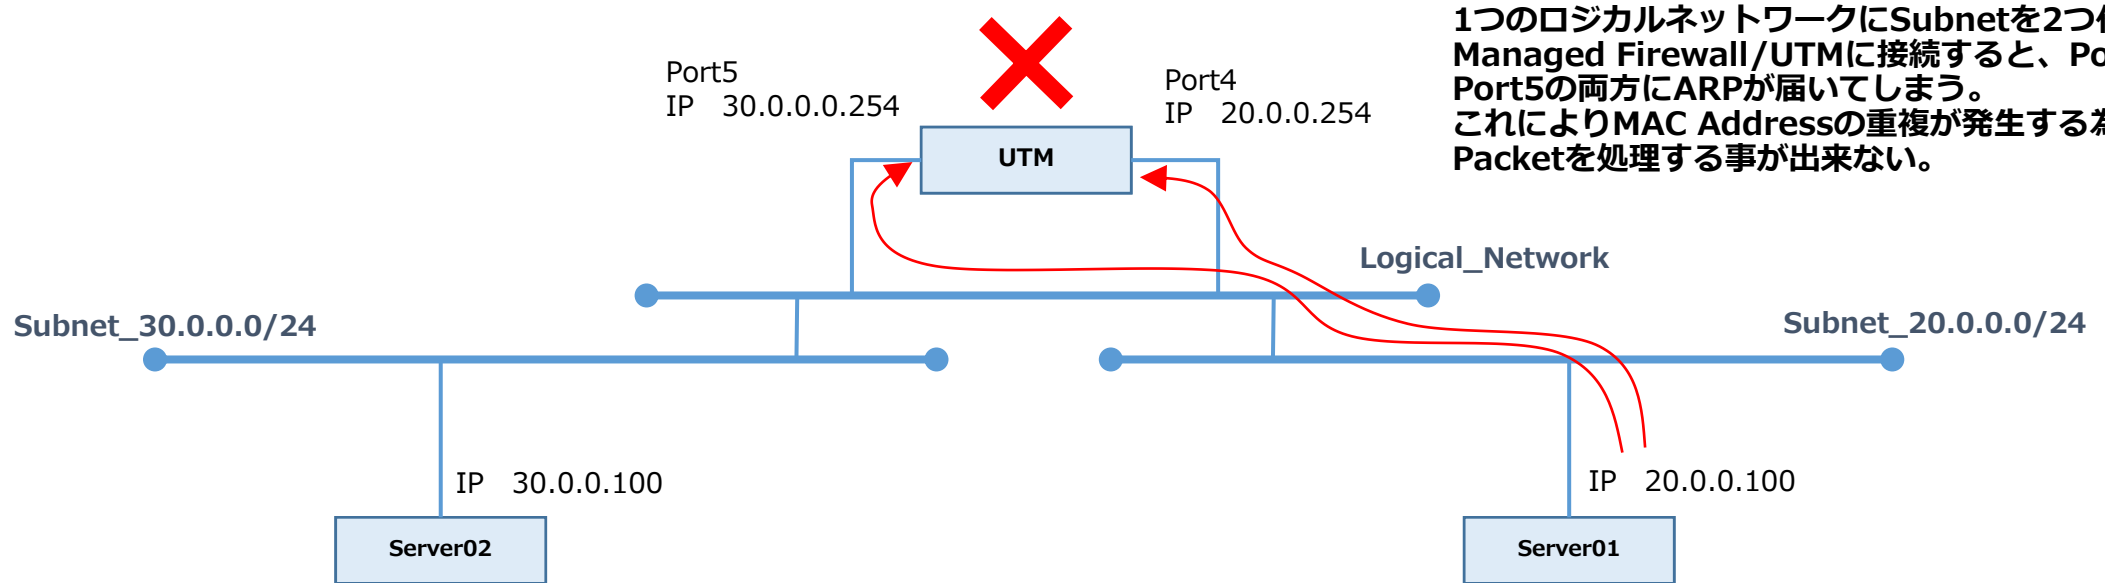 1つのロジカルネットワークにSubnetを2つ
Managed Firewall/UTMに接続すると、
Port5の両方にARPが届いてしまう。
これによりMAC Addressの重複が発生する
Packetを処理する事が出来ない。
Port5
IP 30.0.0.0.254
Port4
IP 20.0.0.254
UTM
Logical_Network
Subnet_30.0.0.0/24
Subnet_20.0.0.0/24
IP 30.0.0.100
IP 20.0.0.100
Server02
Server01